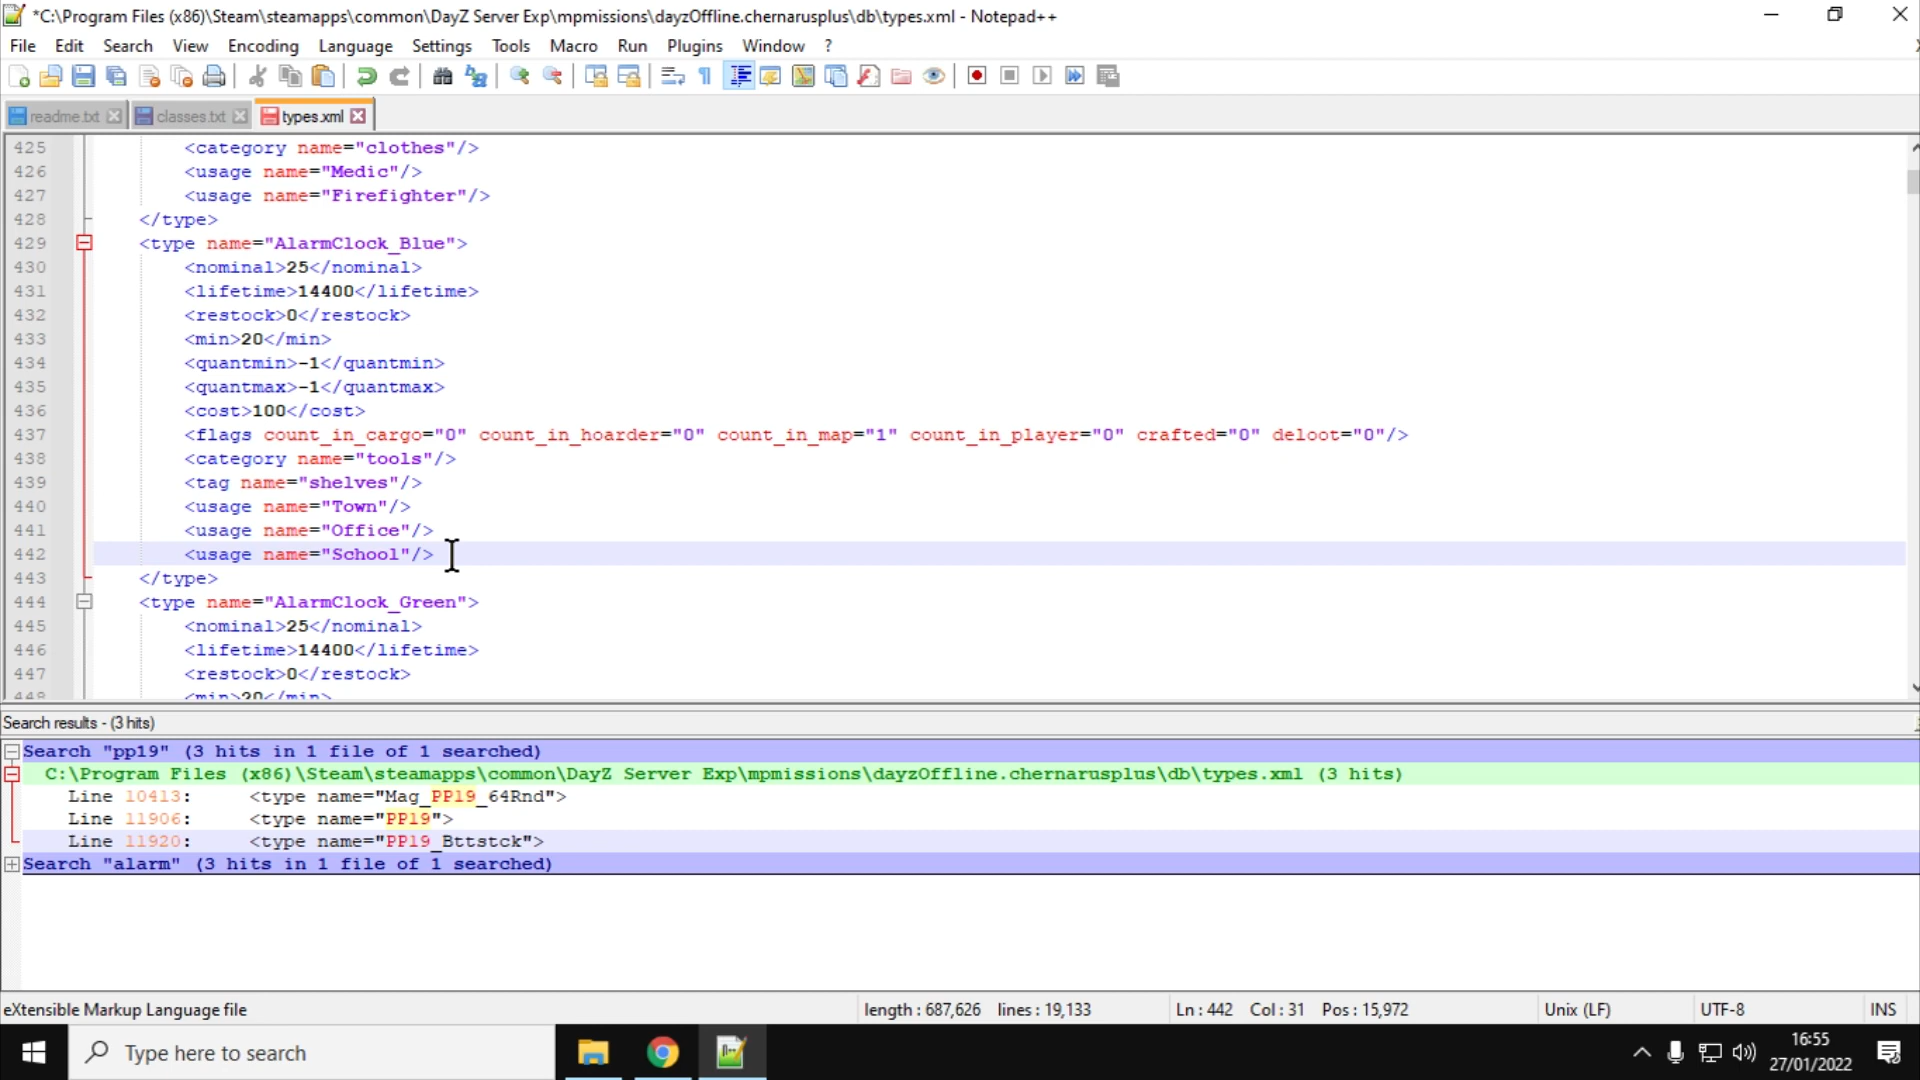 *C:\Program Files (x86)\Steam\steamapps\common\DayZ Server Exp\mpmissions\dayzOffline.chernarusplus\db\types.xml - Notepad++
File Edit Search View Encoding Language Settings Tools Macro Run Plugins Window ?
readme.txt classes.txt types.xml
425 <category name="clothes"/>
426 <usage name="Medic"/>
427 <usage name="Firefighter"/>
428 </type>
429 <type name="AlarmClock_Blue">
430 <nominal>25</nominal>
431 <lifetime>14400</lifetime>
432 <restock>0</restock>
433 <min>20</min>
434 <quantmin>-1</quantmin>
435 <quantmax>-1</quantmax>
436 <cost>100</cost>
437 <flags count_in_cargo="0" count_in_hoarder="0" count_in_map="1" count_in_player="0" crafted="0" deloot="0"/>
438 <category name="tools"/>
439 <tag name="shelves"/>
440 <usage name="Town"/>
441 <usage name="Office"/>
442 <usage name="School"/>
443 </type>
444 <type name="AlarmClock_Green">
445 <nominal>25</nominal>
446 <lifetime>14400</lifetime>
447 <restock>0</restock>
448 <min>20</min>
Search results - (3 hits)
Search "pp19" (3 hits in 1 file of 1 searched)
C:\Program Files (x86)\Steam\steamapps\common\DayZ Server Exp\mpmissions\dayzOffline.chernarusplus\db\types.xml (3 hits)
Line 10413: <type name="Mag_PP19_64Rnd">
Line 11906: <type name="PP19">
Line 11920: <type name="PP19_Bttstck">
Search "alarm" (3 hits in 1 file of 1 searched)
eXtensible Markup Language file length : 687,626 lines : 19,133 Ln : 442 Col : 31 Pos : 15,972 Unix (LF) UTF-8 INS
Type here to search
16:55
27/01/2022